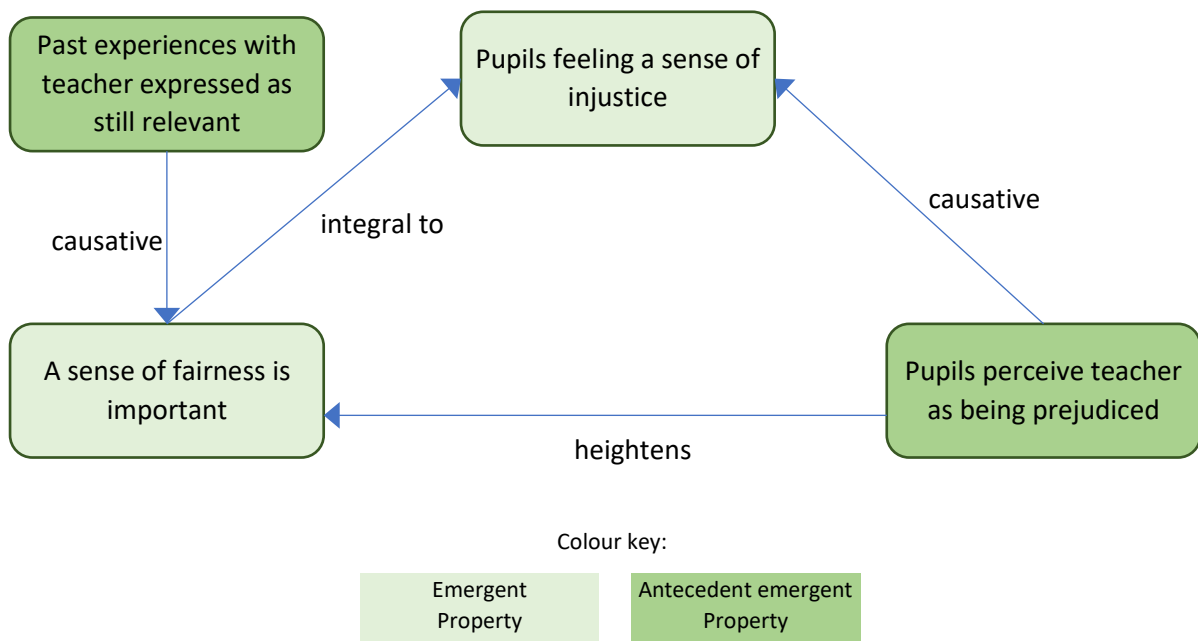 Past experiences with
teacher expressed as
still relevant
Pupils feeling a sense of
injustice
causative
integral to
causative
A sense of fairness is
important
Pupils perceive teacher
as being prejudiced
heightens
Colour key:
Emergent
Property
Antecedent emergent
Property